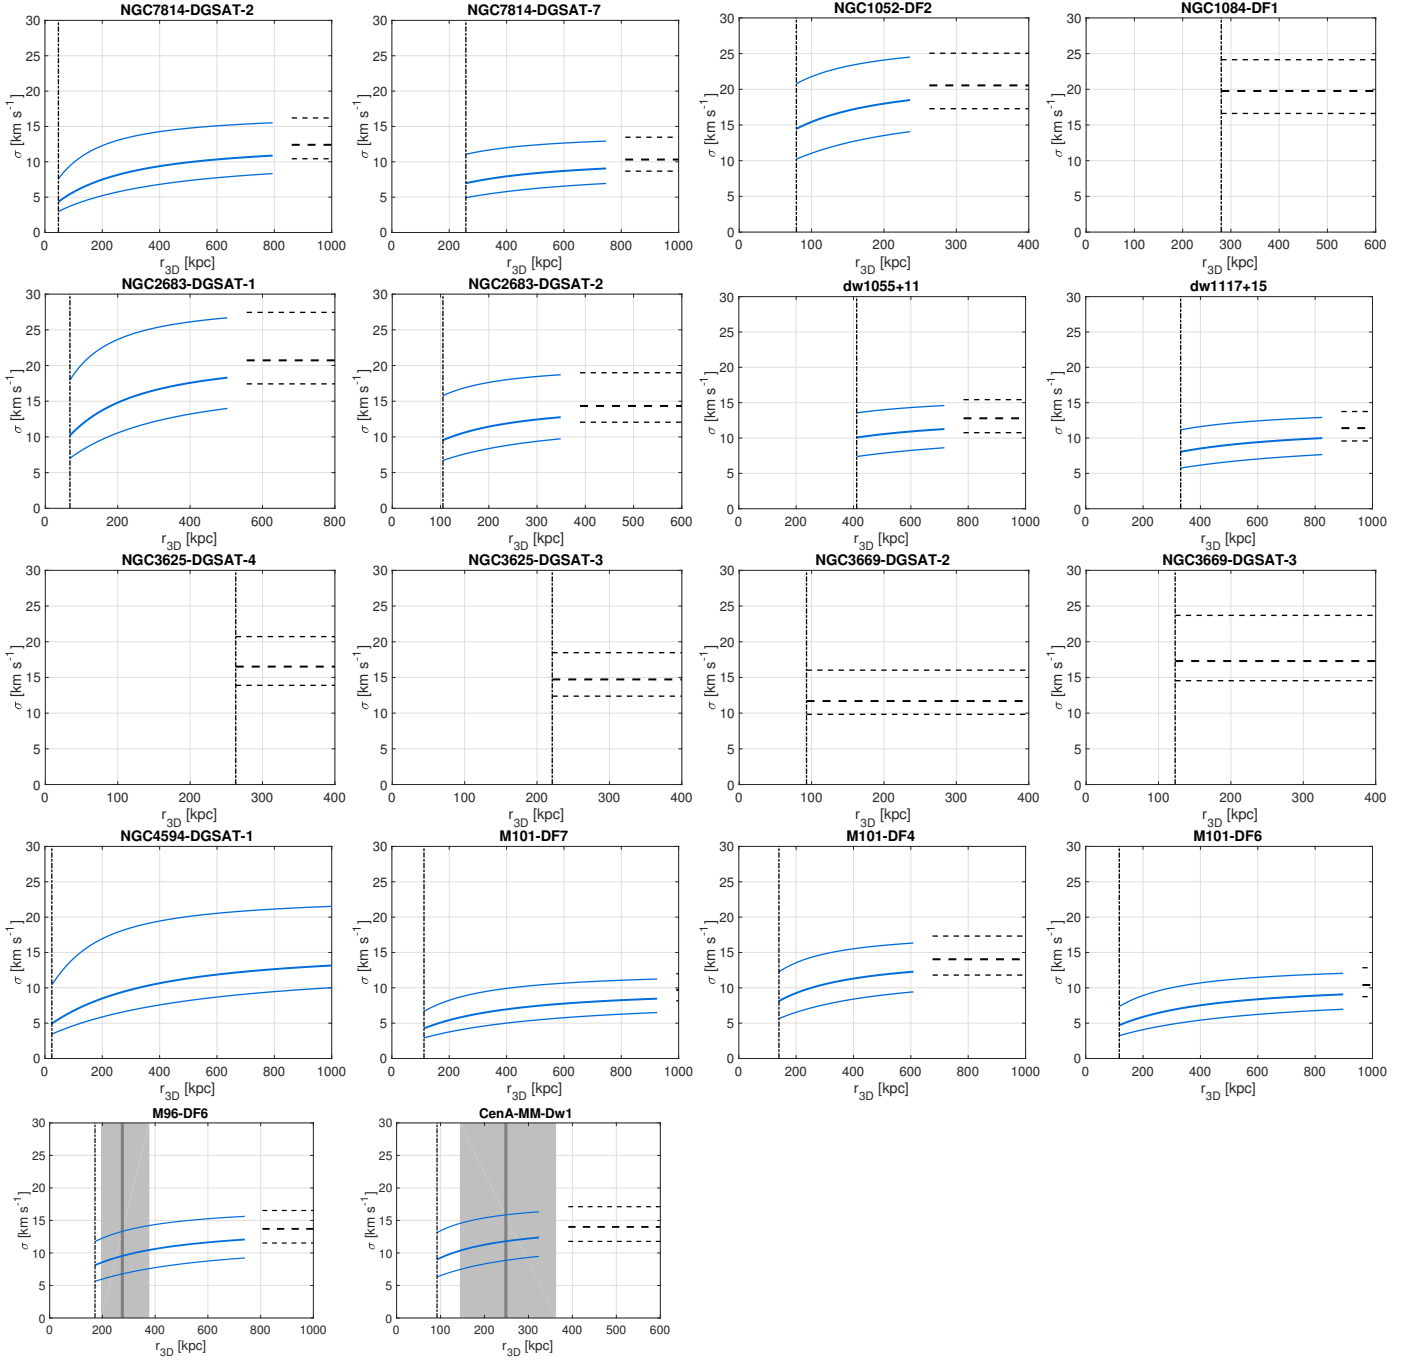 NGC7814-DGSAT-2
30
25
20
15
10
5
0
σ [km s-1]
0 200 400 600 800 1000
r3D [kpc]
NGC7814-DGSAT-7
30
25
20
15
10
5
0
σ [km s-1]
0 200 400 600 800 1000
r3D [kpc]
NGC1052-DF2
30
25
20
15
10
5
0
σ [km s-1]
0 100 200 300 400
r3D [kpc]
NGC1084-DF1
30
25
20
15
10
5
0
σ [km s-1]
0 100 200 300 400 500 600
r3D [kpc]
NGC2683-DGSAT-1
30
25
20
15
10
5
0
σ [km s-1]
0 200 400 600 800
r3D [kpc]
NGC2683-DGSAT-2
30
25
20
15
10
5
0
σ [km s-1]
0 100 200 300 400 500 600
r3D [kpc]
dw1055+11
30
25
20
15
10
5
0
σ [km s-1]
0 200 400 600 800 1000
r3D [kpc]
dw1117+15
30
25
20
15
10
5
0
σ [km s-1]
0 200 400 600 800 1000
r3D [kpc]
NGC3625-DGSAT-4
30
25
20
15
10
5
0
σ [km s-1]
0 100 200 300 400
r3D [kpc]
NGC3625-DGSAT-3
30
25
20
15
10
5
0
σ [km s-1]
0 100 200 300 400
r3D [kpc]
NGC3669-DGSAT-2
30
25
20
15
10
5
0
σ [km s-1]
0 100 200 300 400
r3D [kpc]
NGC3669-DGSAT-3
30
25
20
15
10
5
0
σ [km s-1]
0 100 200 300 400
r3D [kpc]
NGC4594-DGSAT-1
30
25
20
15
10
5
0
σ [km s-1]
0 200 400 600 800 1000
r3D [kpc]
M101-DF7
30
25
20
15
10
5
0
σ [km s-1]
0 200 400 600 800 1000
r3D [kpc]
M101-DF4
30
25
20
15
10
5
0
σ [km s-1]
0 200 400 600 800 1000
r3D [kpc]
M101-DF6
30
25
20
15
10
5
0
σ [km s-1]
0 200 400 600 800 1000
r3D [kpc]
M96-DF6
30
25
20
15
10
5
0
σ [km s-1]
0 200 400 600 800 1000
r3D [kpc]
CenA-MM-Dw1
30
25
20
15
10
5
0
σ [km s-1]
0 100 200 300 400 500 600
r3D [kpc]